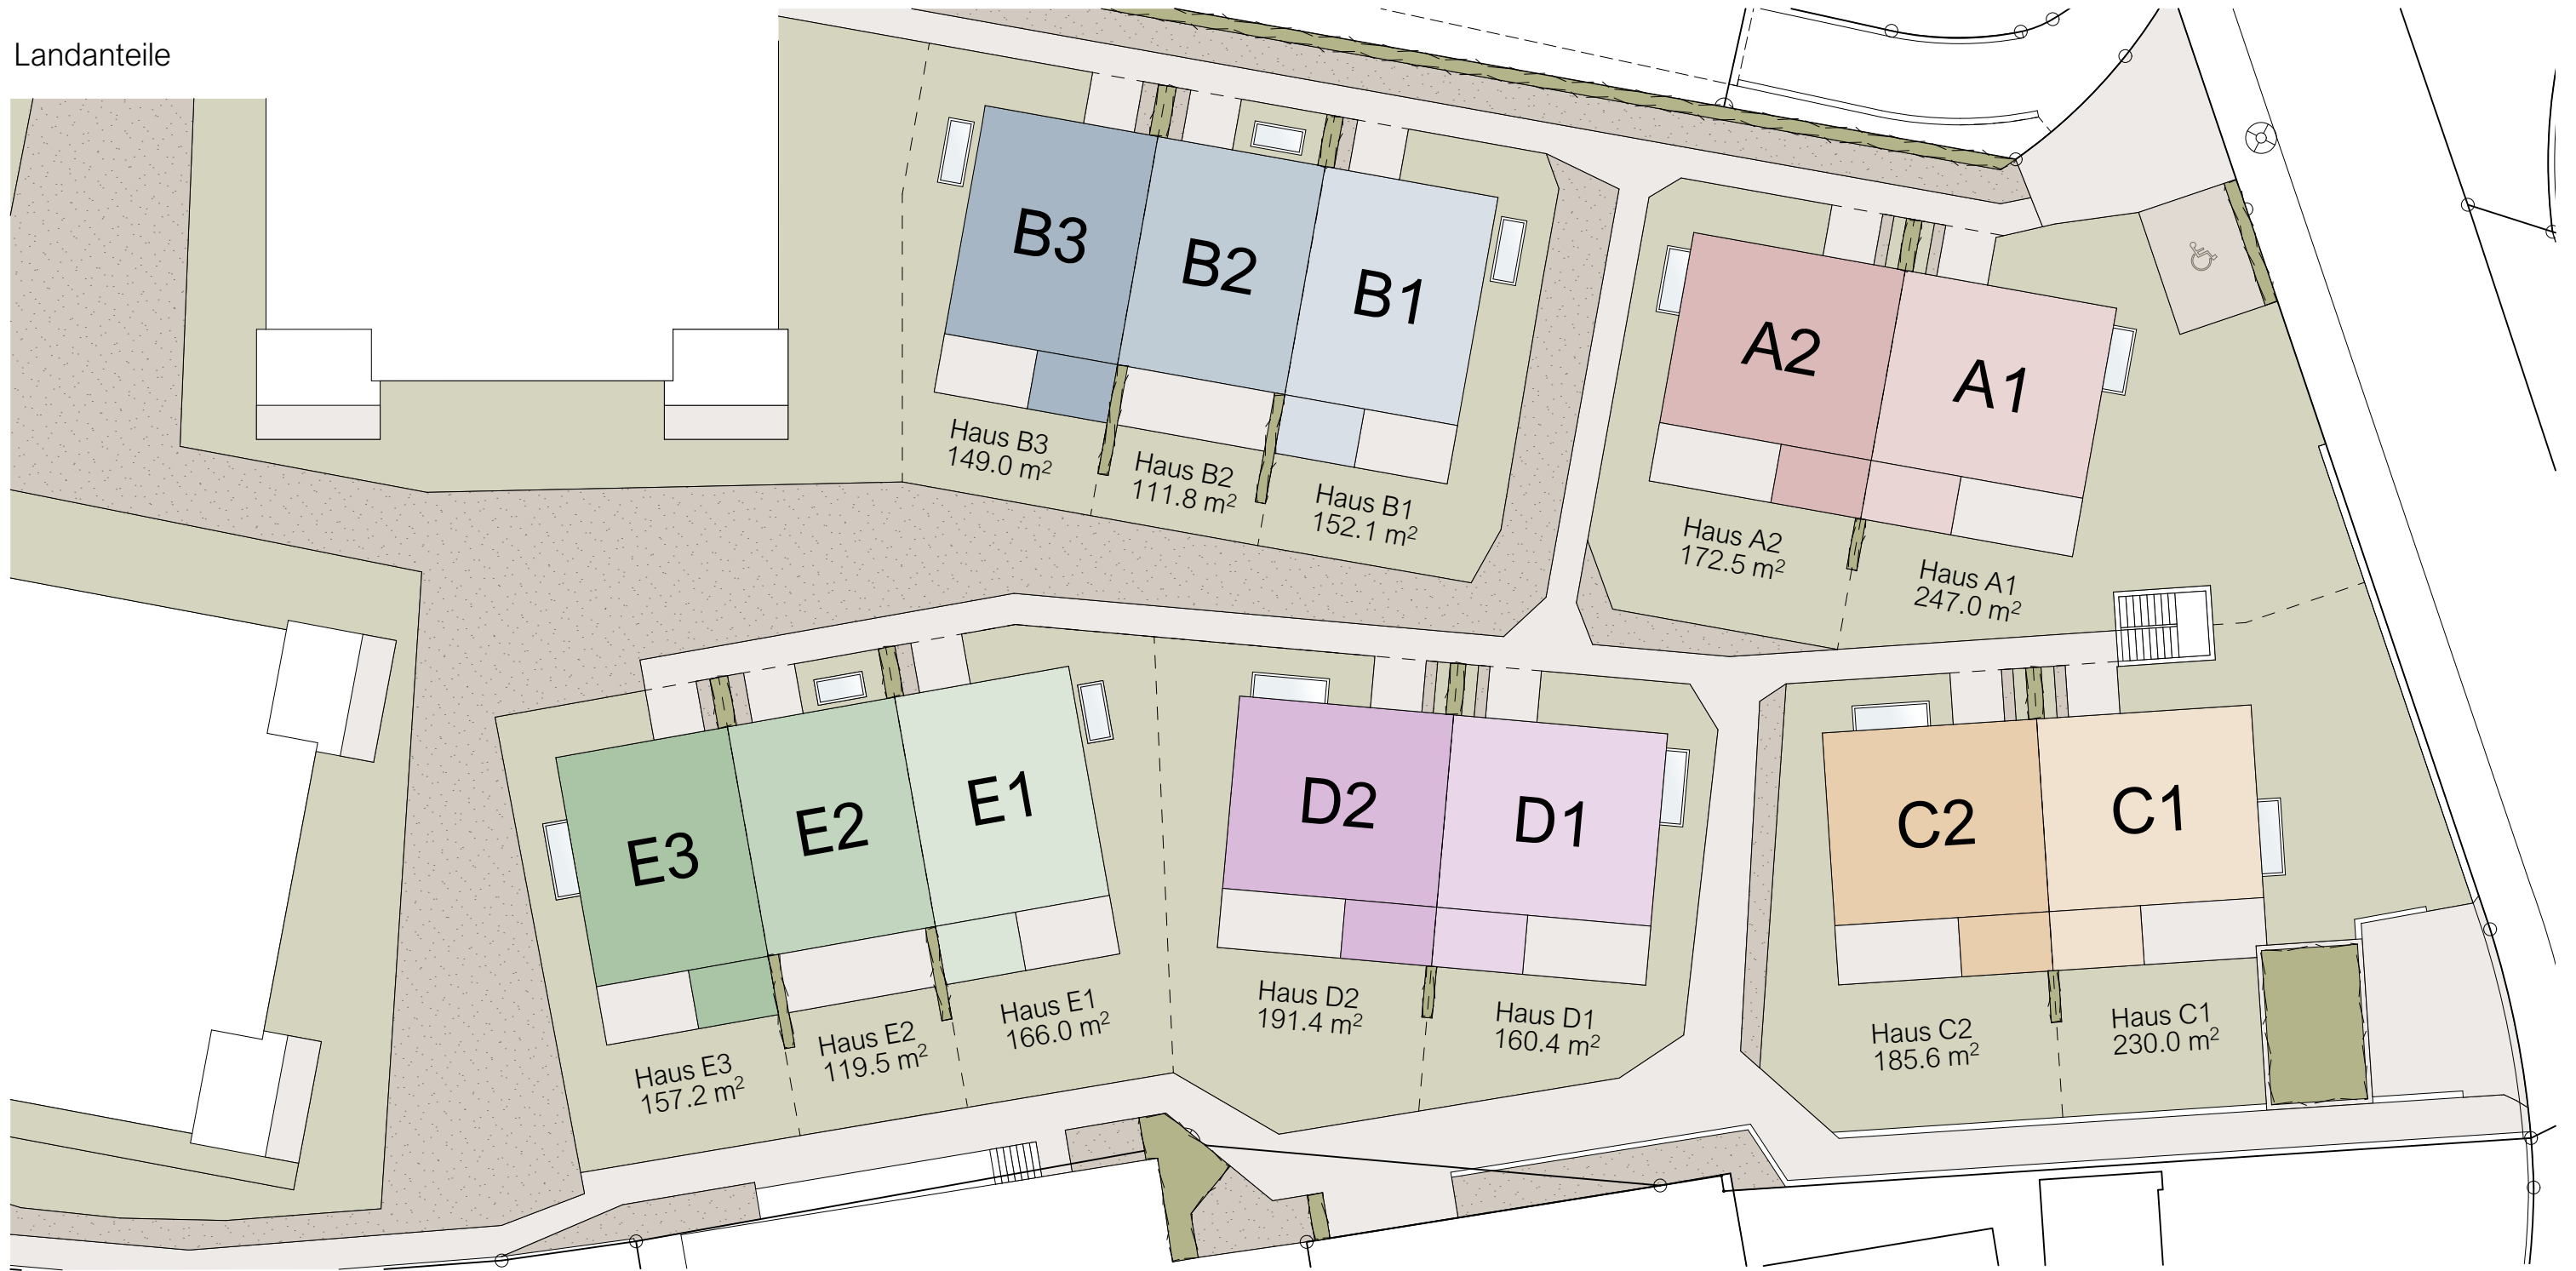 Landanteile
B3
B2
B1
A2
A1
Haus B3
149.0 m²
Haus B2
111.8 m²
Haus B1
152.1 m²
Haus A2
172.5 m²
Haus A1
247.0 m²
E3
E2
E1
D2
D1
C2
C1
Haus E3
157.2 m²
Haus E2
119.5 m²
Haus E1
166.0 m²
Haus D2
191.4 m²
Haus D1
160.4 m²
Haus C2
185.6 m²
Haus C1
230.0 m²